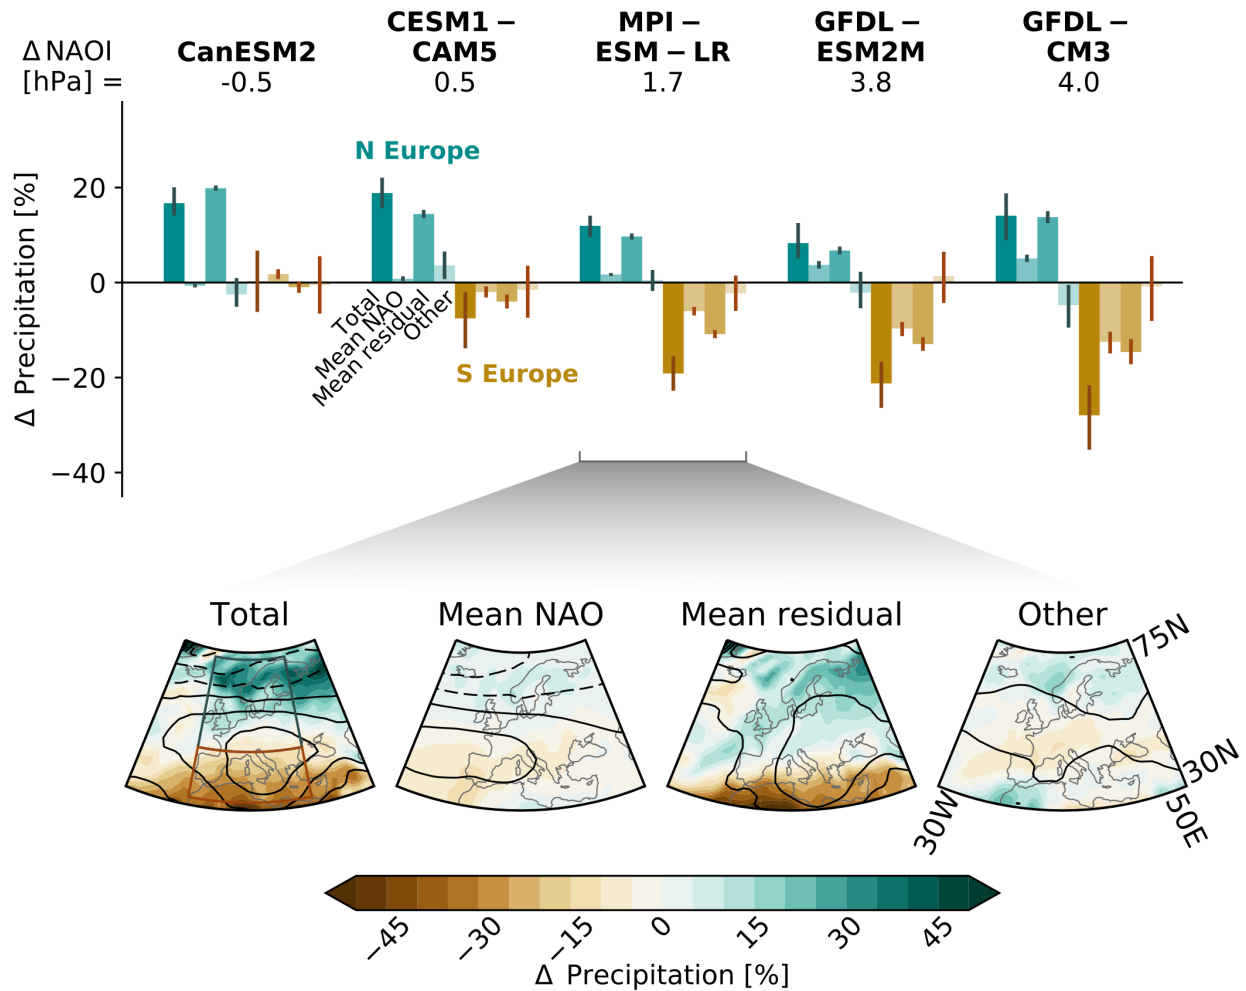 CESM1 – MPI – GFDL – GFDL –
Δ NAOI CanESM2 CAM5 ESM – LR ESM2M CM3
[hPa] = -0.5 0.5 1.7 3.8 4.0
N Europe
20
0
−20
−40
Δ Precipitation [%]
Total
Mean NAO
Mean residual
Other
S Europe
Total Mean NAO Mean residual Other
75N
30N
30W
50E
−45 −30 −15 0 15 30 45
Δ Precipitation [%]